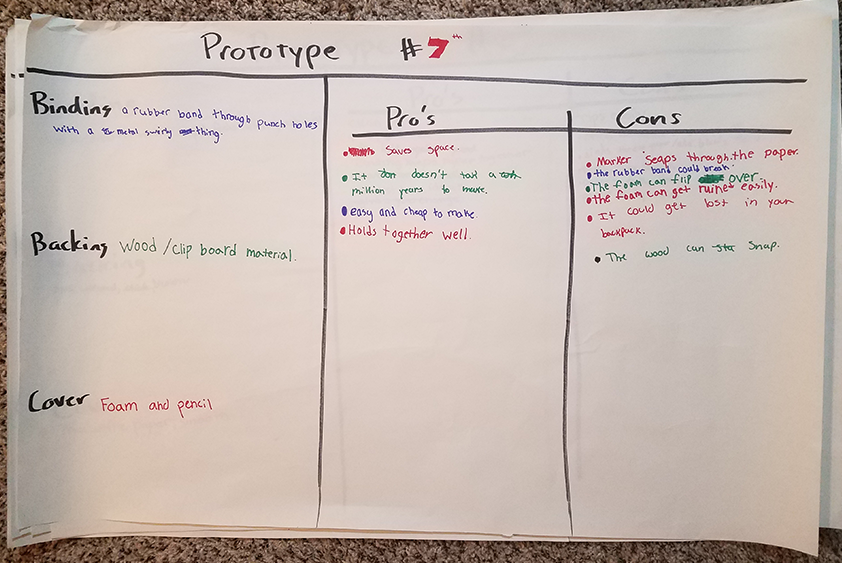 Prototype #7th
Binding a rubber band through punch holes
with a metal swirly thing.
Backing Wood / Clip board material.
Cover Foam and pencil
Pro's
• Saves space.
• It doesn't tak a
million years to make.
• easy and cheap to make.
• Holds together well.
Cons
• Marker seaps through the paper.
• the rubber band could break.
• The foam can flip over.
• the foam can get ruined easily.
• It could get lost in your
backpack.
• The wood can snap.